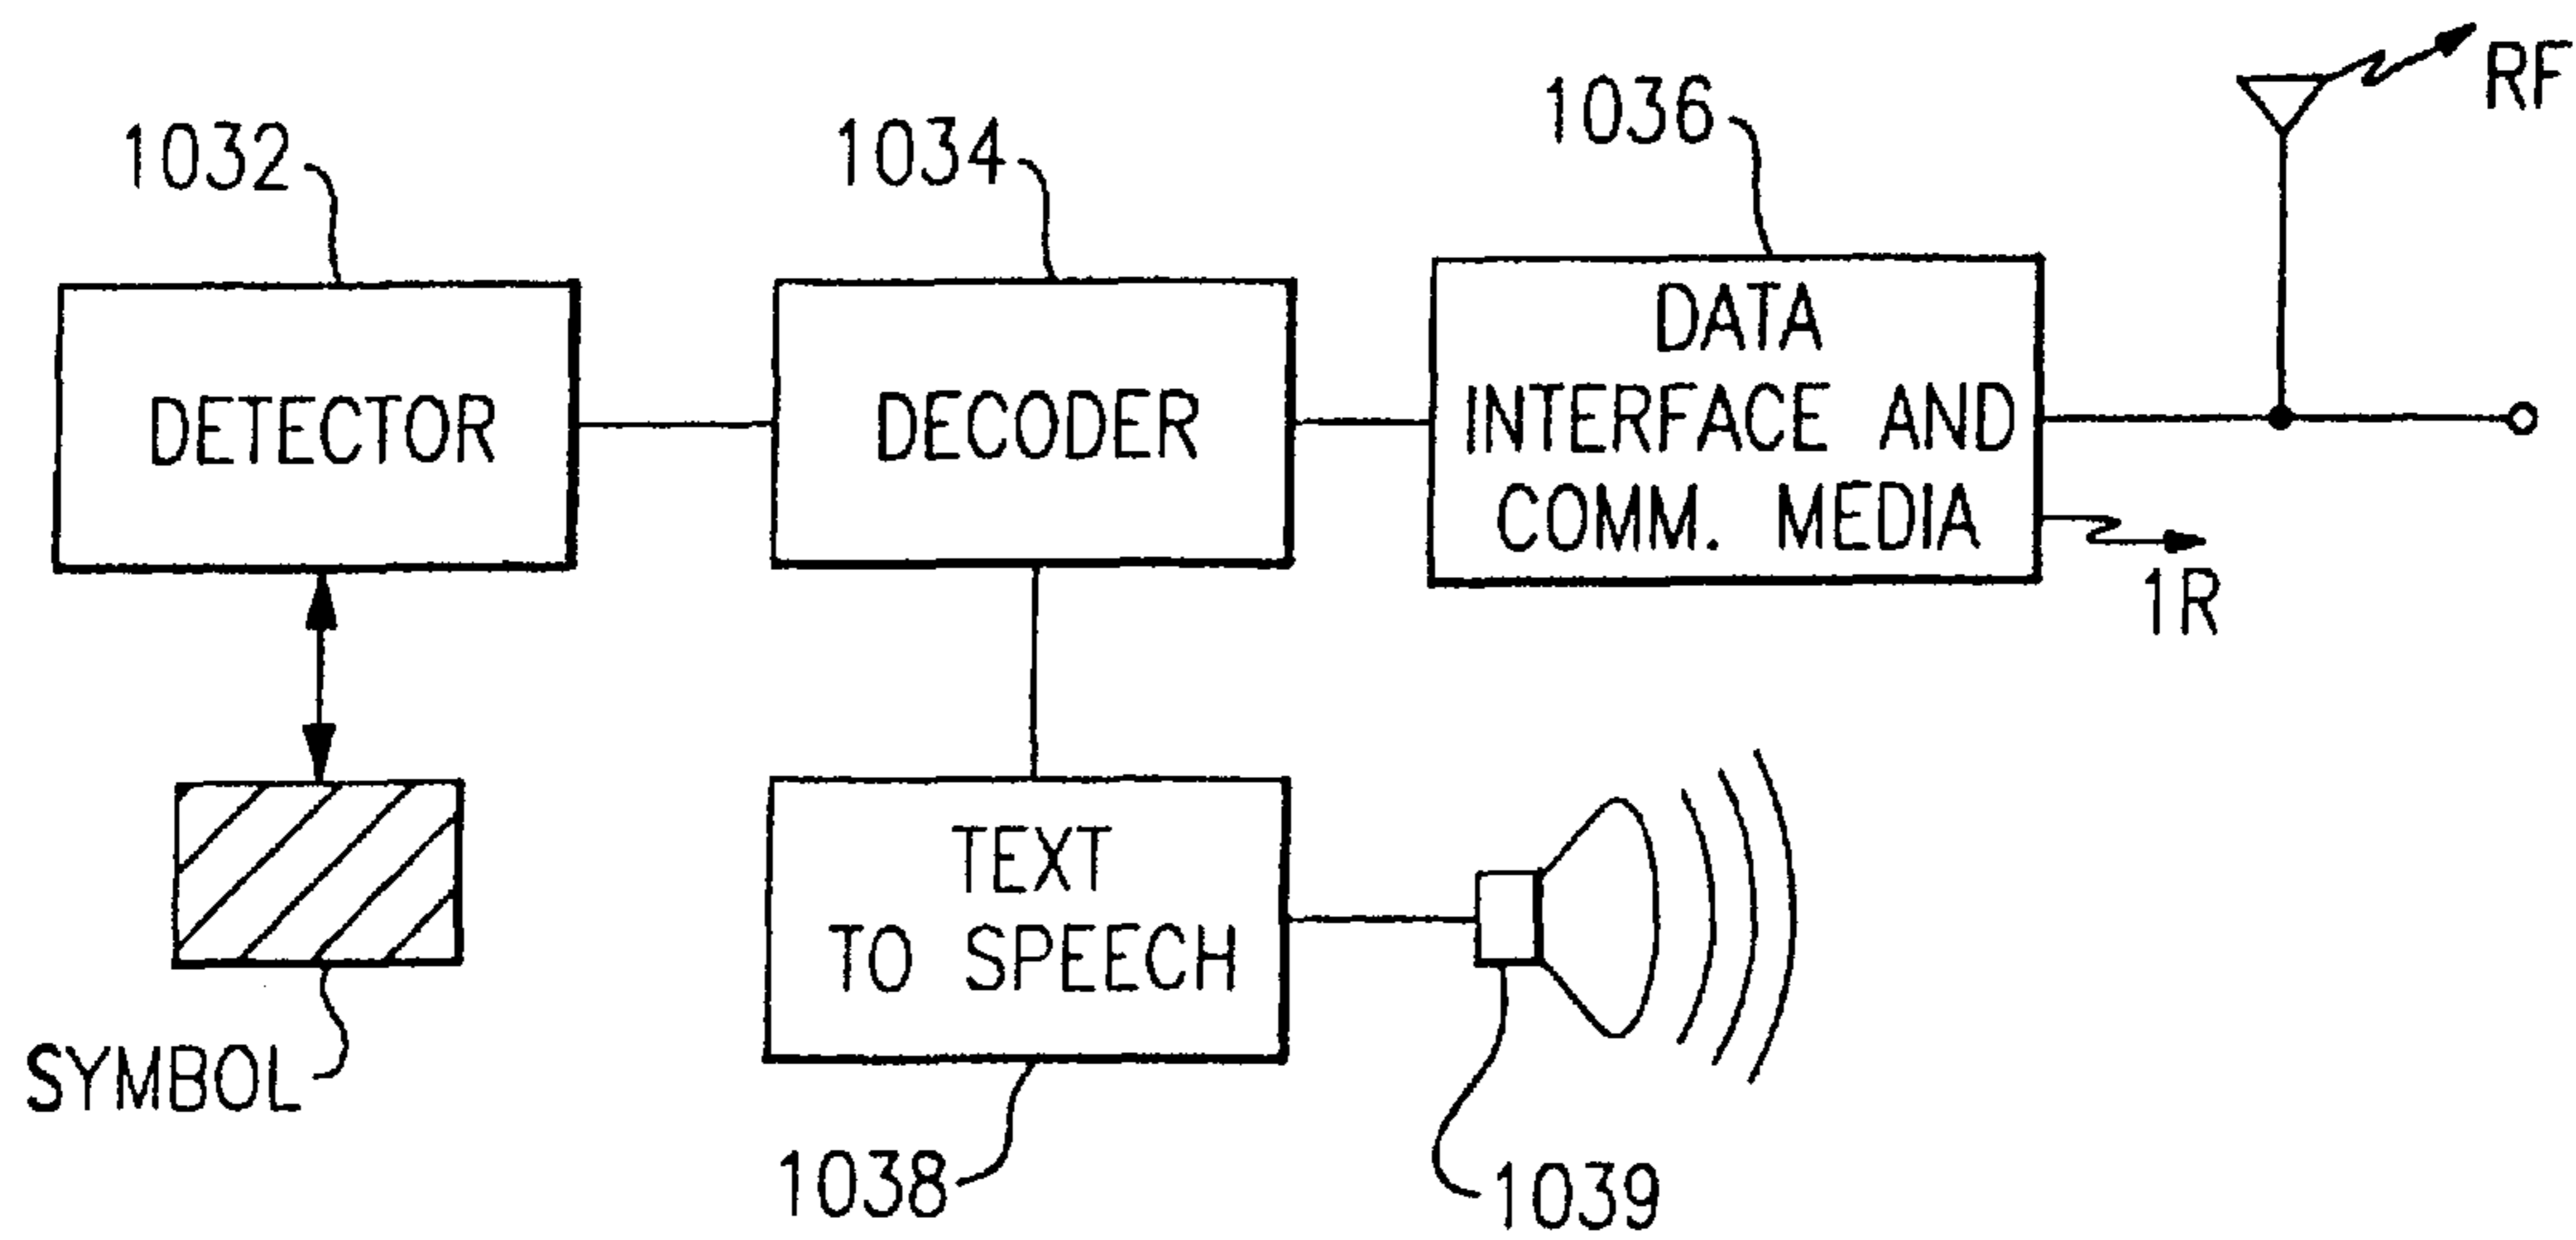 1032
1034
1036
RF
DETECTOR
DECODER
DATA
INTERFACE AND
COMM. MEDIA
1R
TEXT
TO SPEECH
SYMBOL
1038
1039